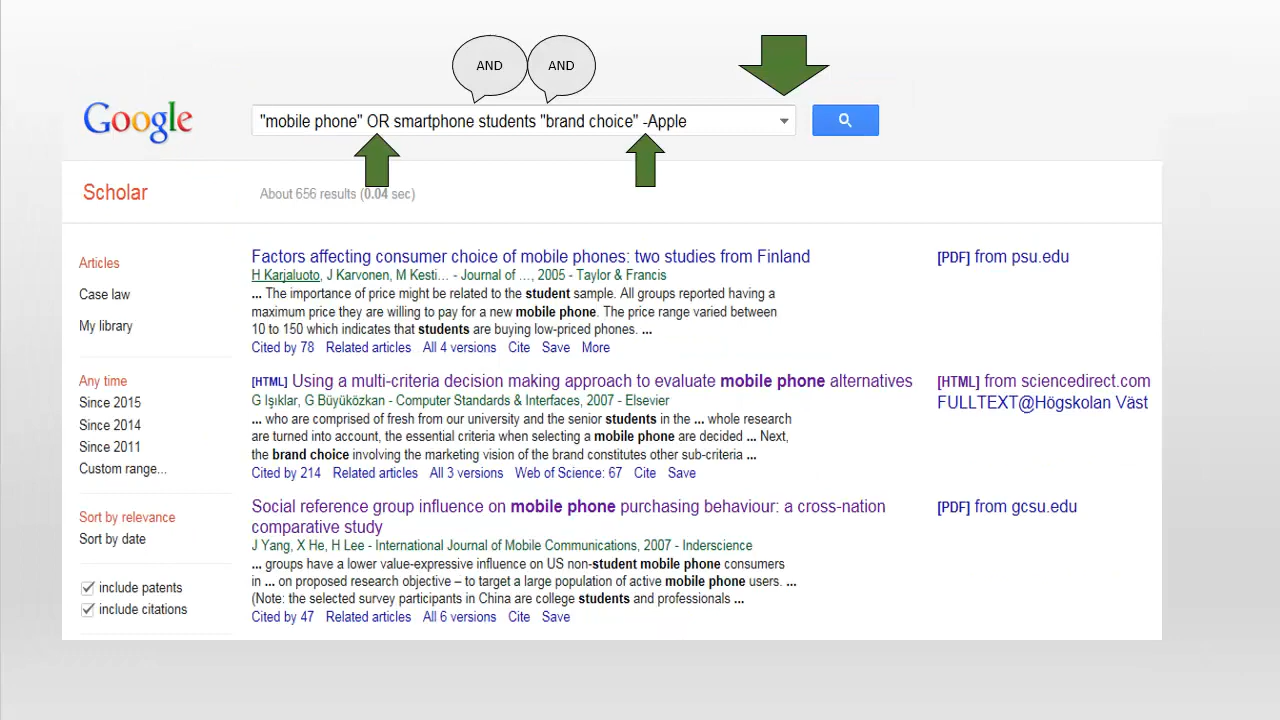 AND AND
Google
"mobile phone" OR smartphone students "brand choice" -Apple
Scholar
About 656 results (0.04 sec)
Articles
Case law
My library
Any time
Since 2015
Since 2014
Since 2011
Custom range...
Sort by relevance
Sort by date
include patents
include citations
Factors affecting consumer choice of mobile phones: two studies from Finland
H Karjaluoto, J Karvonen, M Kesti... - Journal of ..., 2005 - Taylor & Francis
... The importance of price might be related to the student sample. All groups reported having a
maximum price they are willing to pay for a new mobile phone. The price range varied between
10 to 150 which indicates that students are buying low-priced phones. ...
Cited by 78 Related articles All 4 versions Cite Save More
[PDF] from psu.edu
[HTML] Using a multi-criteria decision making approach to evaluate mobile phone alternatives
G Işıklar, G Büyüközkan - Computer Standards & Interfaces, 2007 - Elsevier
... who are comprised of fresh from our university and the senior students in the ... whole research
are turned into account, the essential criteria when selecting a mobile phone are decided ... Next,
the brand choice involving the marketing vision of the brand constitutes other sub-criteria ...
Cited by 214 Related articles All 3 versions Web of Science: 67 Cite Save
[HTML] from sciencedirect.com
FULLTEXT@Högskolan Väst
Social reference group influence on mobile phone purchasing behaviour: a cross-nation
comparative study
J Yang, X He, H Lee - International Journal of Mobile Communications, 2007 - Inderscience
... groups have a lower value-expressive influence on US non-student mobile phone consumers
in ... on proposed research objective – to target a large population of active mobile phone users. ...
(Note: the selected survey participants in China are college students and professionals ...
Cited by 47 Related articles All 6 versions Cite Save
[PDF] from gcsu.edu